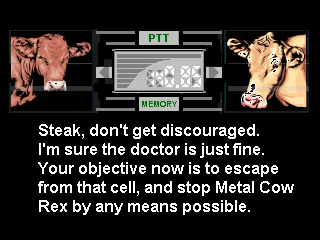 PTT
MEMORY
Steak, don't get discouraged.
I'm sure the doctor is just fine.
Your objective now is to escape
from that cell, and stop Metal Cow
Rex by any means possible.